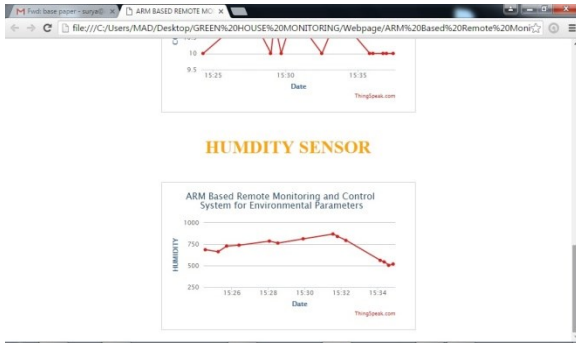 Fwd: base paper - surya@
ARM BASED REMOTE MO
file:///C:/Users/MAD/Desktop/GREEN%20HOUSE%20MONITORING/Webpage/ARM%20Based%20Remote%20Moni
10
9.5
15:25
15:30
15:35
Date
ThingSpeak.com
HUMDITY SENSOR
ARM Based Remote Monitoring and Control
System for Environmental Parameters
1000
750
500
250
HUMIDITY
15:26
15:28
15:30
15:32
15:34
Date
ThingSpeak.com